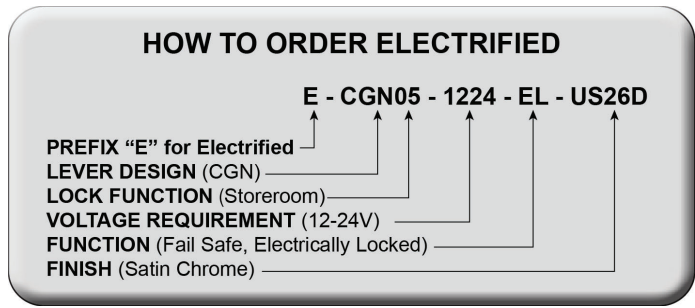 HOW TO ORDER ELECTRIFIED
E - CGN05 - 1224 - EL - US26D
PREFIX “E” for Electrified
LEVER DESIGN (CGN)
LOCK FUNCTION (Storeroom)
VOLTAGE REQUIREMENT (12-24V)
FUNCTION (Fail Safe, Electrically Locked)
FINISH (Satin Chrome)